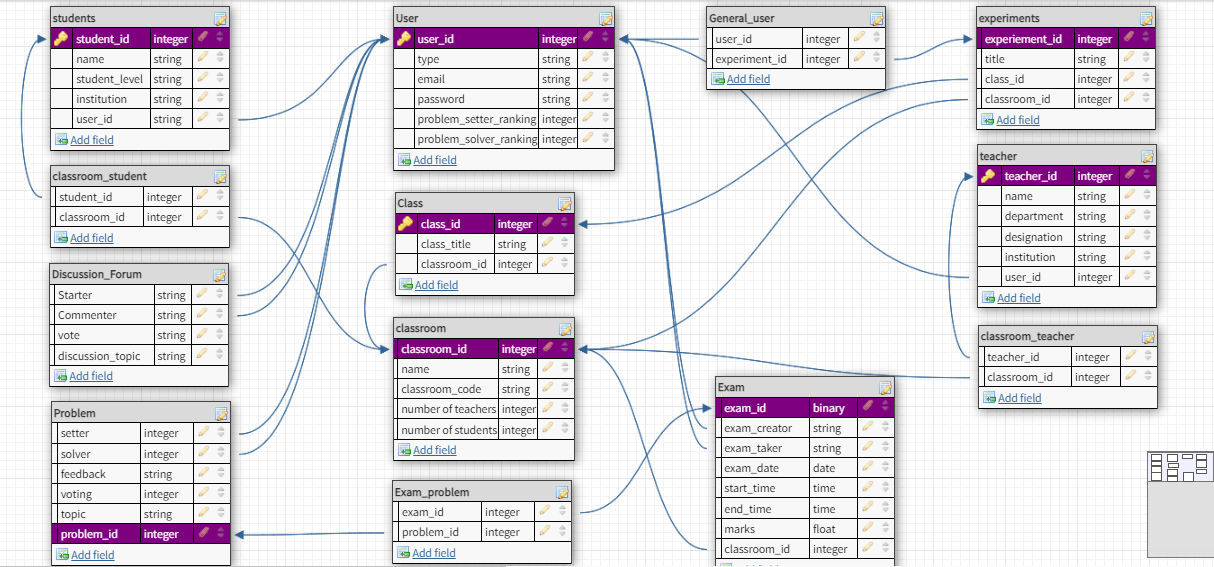 students
student_id integer
name string
student_level string
institution string
user_id string
Add field
classroom_student
student_id integer
classroom_id integer
Add field
Discussion_Forum
Starter string
Commenter string
vote string
discussion_topic string
Add field
Problem
setter integer
solver integer
feedback string
voting integer
topic string
problem_id integer
Add field
User
user_id integer
type string
email string
password string
problem_setter_ranking integer
problem_solver_ranking integer
Add field
Class
class_id integer
class_title string
classroom_id integer
Add field
classroom
classroom_id integer
name string
classroom_code string
number of teachers integer
number of students integer
Add field
Exam_problem
exam_id integer
problem_id integer
Add field
General_user
user_id integer
experiment_id integer
Add field
Exam
exam_id binary
exam_creator string
exam_taker string
exam_date date
start_time time
end_time time
marks float
classroom_id integer
experiments
experiement_id integer
title string
class_id integer
classroom_id integer
Add field
teacher
teacher_id integer
name string
department string
designation string
institution string
user_id integer
Add field
classroom_teacher
teacher_id integer
classroom_id integer
Add field